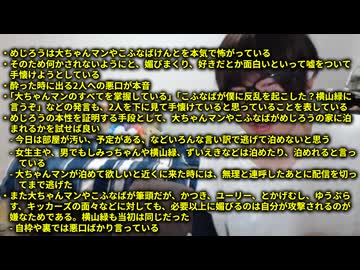 ・めじろうは大ちゃんマンやこふなばけんとを本気で怖がっている
・そのため何かされないようにと、媚びまくり、好きだとか面白いといって嘘をついて
手懐けようとしている
・酔った時に出る2人への悪口が本音
・「大ちゃんマンのすべてを掌握している」「こふなばが僕に反乱を起こした?横山緑に
言うぞ」などの発言も、2人を下に見て手懐けていると思っていることを表している
・めじろうの本性を証明する手段として、大ちゃんマンやこふなばがめじろうの家に泊
まれるかを試せば良い
- 今日は部屋が汚い、予定がある、などいろんな言い訳で逃げて泊めないと思う
- 女生主や、男でもしみっちゃんや横山緑、ずいえきなどは泊めたり、泊めれると言っ
ている
- 大ちゃんマンが泊めて欲しいと近くに来た時には、無理と連呼したあとに配信を切っ
てまで逃げた
・また大ちゃんマンやこふなばが筆頭だが、かつき、ユーリー、とかげむし、ゆうぶら
す、キッカーズの面々などに対しても、必要以上に媚びるのは自分が攻撃されるのが
嫌なためである。横山緑も当初は同じだった
- 自枠や裏では悪口ばかり言っている